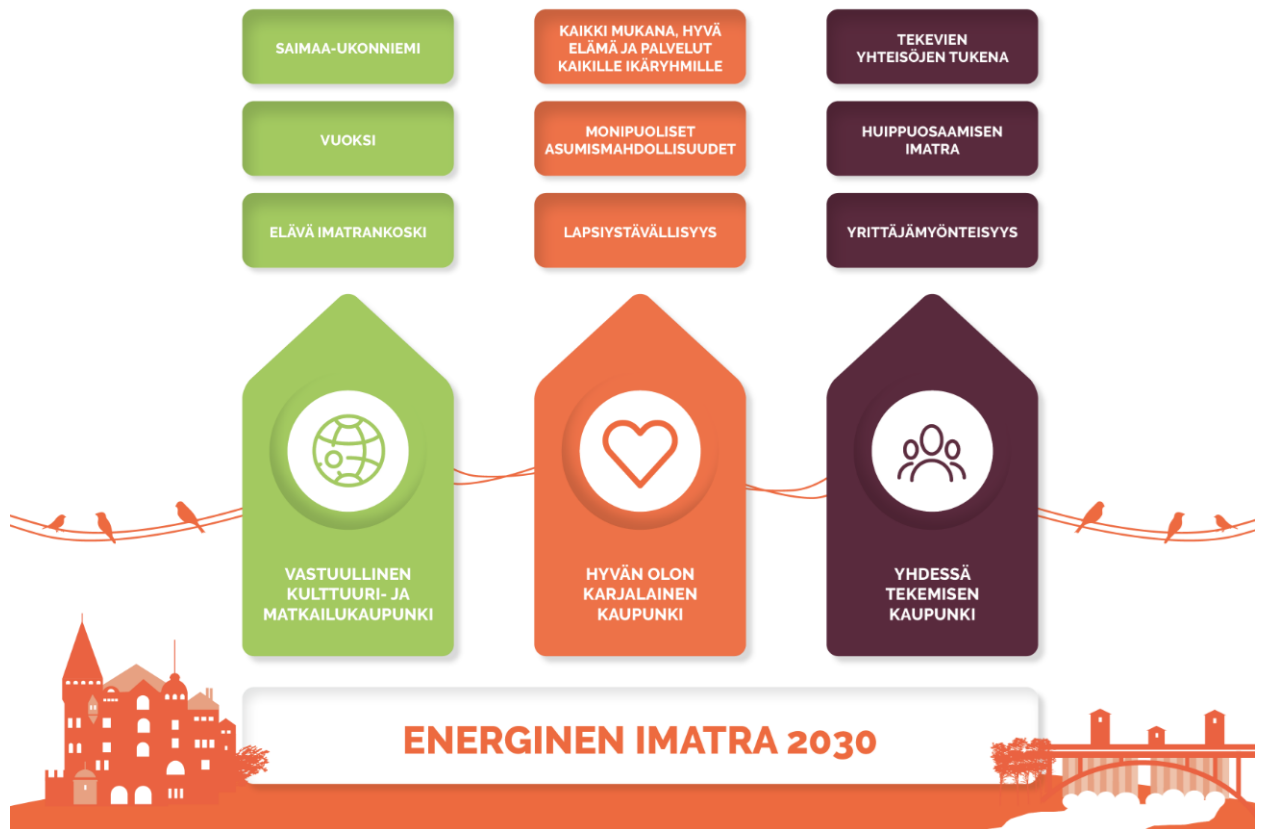 SAIMAA-UKONNIEMI
VUOKSI
ELÄVÄ IMATRANKOSKI
VASTUULLINEN
KULTTUURI- JA
MATKAILUKAUPUNKI
KAIKKI MUKANA, HYVÄ
ELÄMÄ JA PALVELUT
KAIKILLE IKÄRYHMILLE
MONIPUOLISET
ASUMISMAHDOLLISUUDET
LAPSIYSTÄVÄLLISYYS
HYVÄN OLON
KARJALAINEN
KAUPUNKI
TEKEVIEN
YHTEISÖJEN TUKENA
HUIPPUOSAAMISEN
IMATRA
YRITTÄJÄMYÖNTEISYYS
YHDESSÄ
TEKEMISEN
KAUPUNKI
ENERGINEN IMATRA 2030